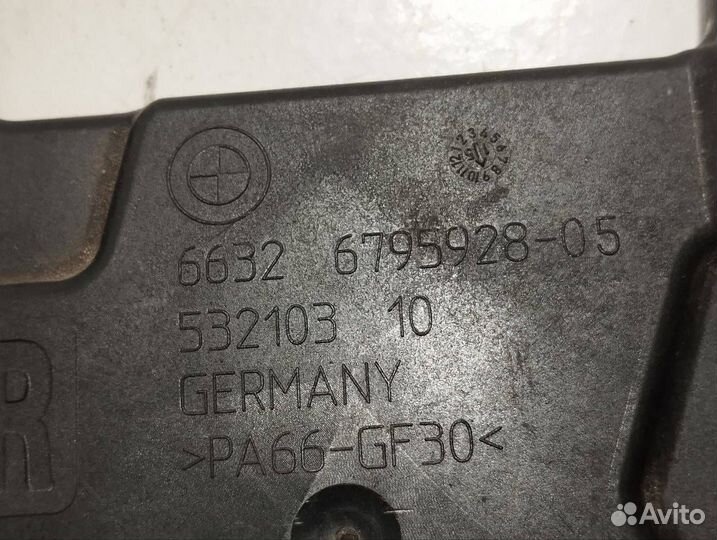 6632 6795928-05
532103 10
GERMANY
>PA66-GF30<
R
Avito